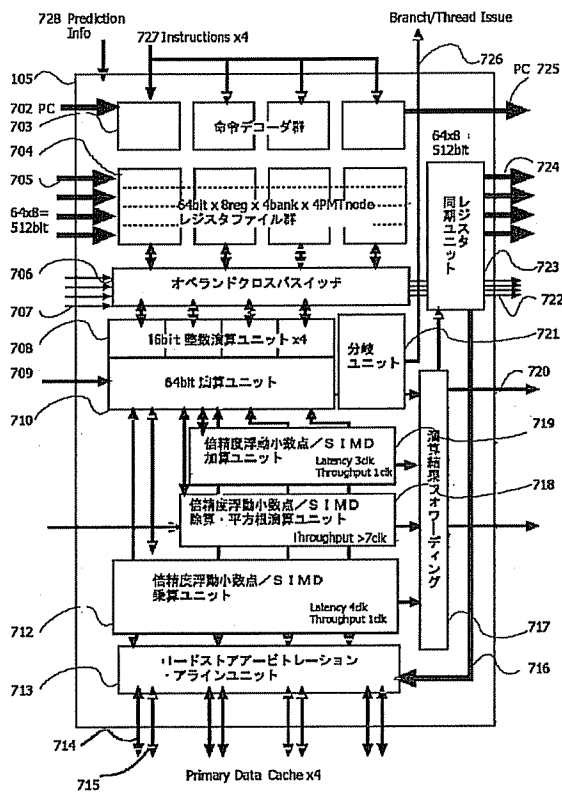 728 Prediction
Info
727 Instructions x4
Branch/Thread Issue
726
105
702 PC
PC 725
703
命令デコーダ群
704
64x8 :
512bit
724
705
64bit x 8reg x 4bank x 4PMTnode
レジスタファイル群
64x8=
512bit
レジスタ
同期ユニット
706
オペランドクロスバスイッチ
723
707
722
708
16bit 整数演算ユニット x4
分岐
ユニット
721
709
64bit 演算ユニット
720
710
倍精度浮動小数点/SIMD
加算ユニット
Latency 3clk
Throughput 1clk
719
倍精度浮動小数点/SIMD
除算・平方根演算ユニット
Throughput >7clk
718
演算結果フォワーディング
倍精度浮動小数点/SIMD
乗算ユニット
Latency 4clk
Throughput 1clk
712
717
ロードストアアービトレーション
・アラインユニット
713
716
714
715
Primary Data Cache x4